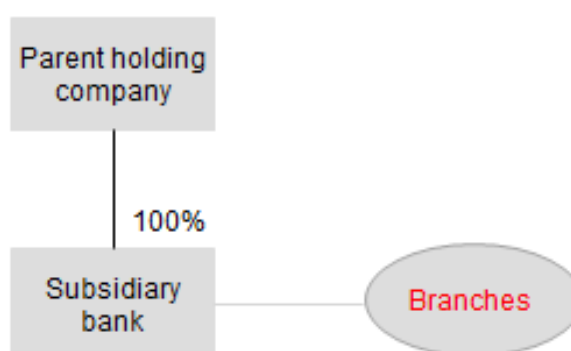 Parent holding
company
100%
Subsidiary
bank
Branches